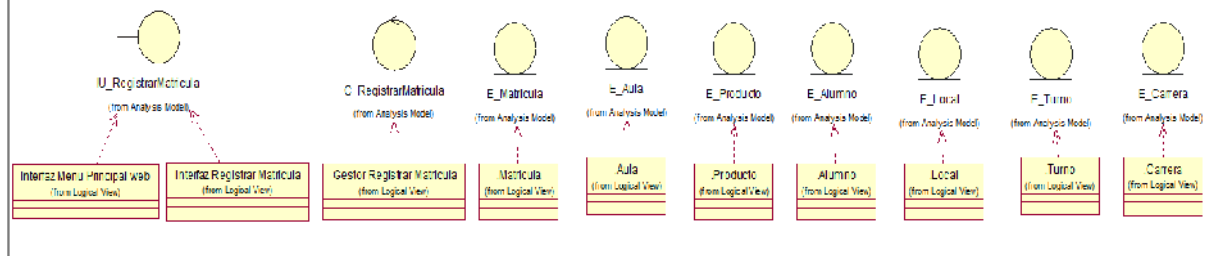 IU_RegistrarMatricula
(from Analysis Model)
C_RegistrarMatricula
(from Analysis Model)
E_Matricula
(from Analysis Model)
E_Aula
(from Analysis Model)
E_Producto
(from Analysis Model)
E_Alumno
(from Analysis Model)
E_Local
(from Analysis Model)
E_Turno
(from Analysis Model)
E_Carrera
(from Analysis Model)
Interfaz Menu Principal web
(from Logical View)
Interfaz Registrar Matricula
(from Logical View)
Gestor Registrar Matricula
(from Logical View)
.Matricula
(from Logical View)
Aula
(from Logical View)
.Producto
(from Logical View)
Alumno
(from Logical View)
.Local
(from Logical View)
.Turno
(from Logical View)
.Carrera
(from Logical View)